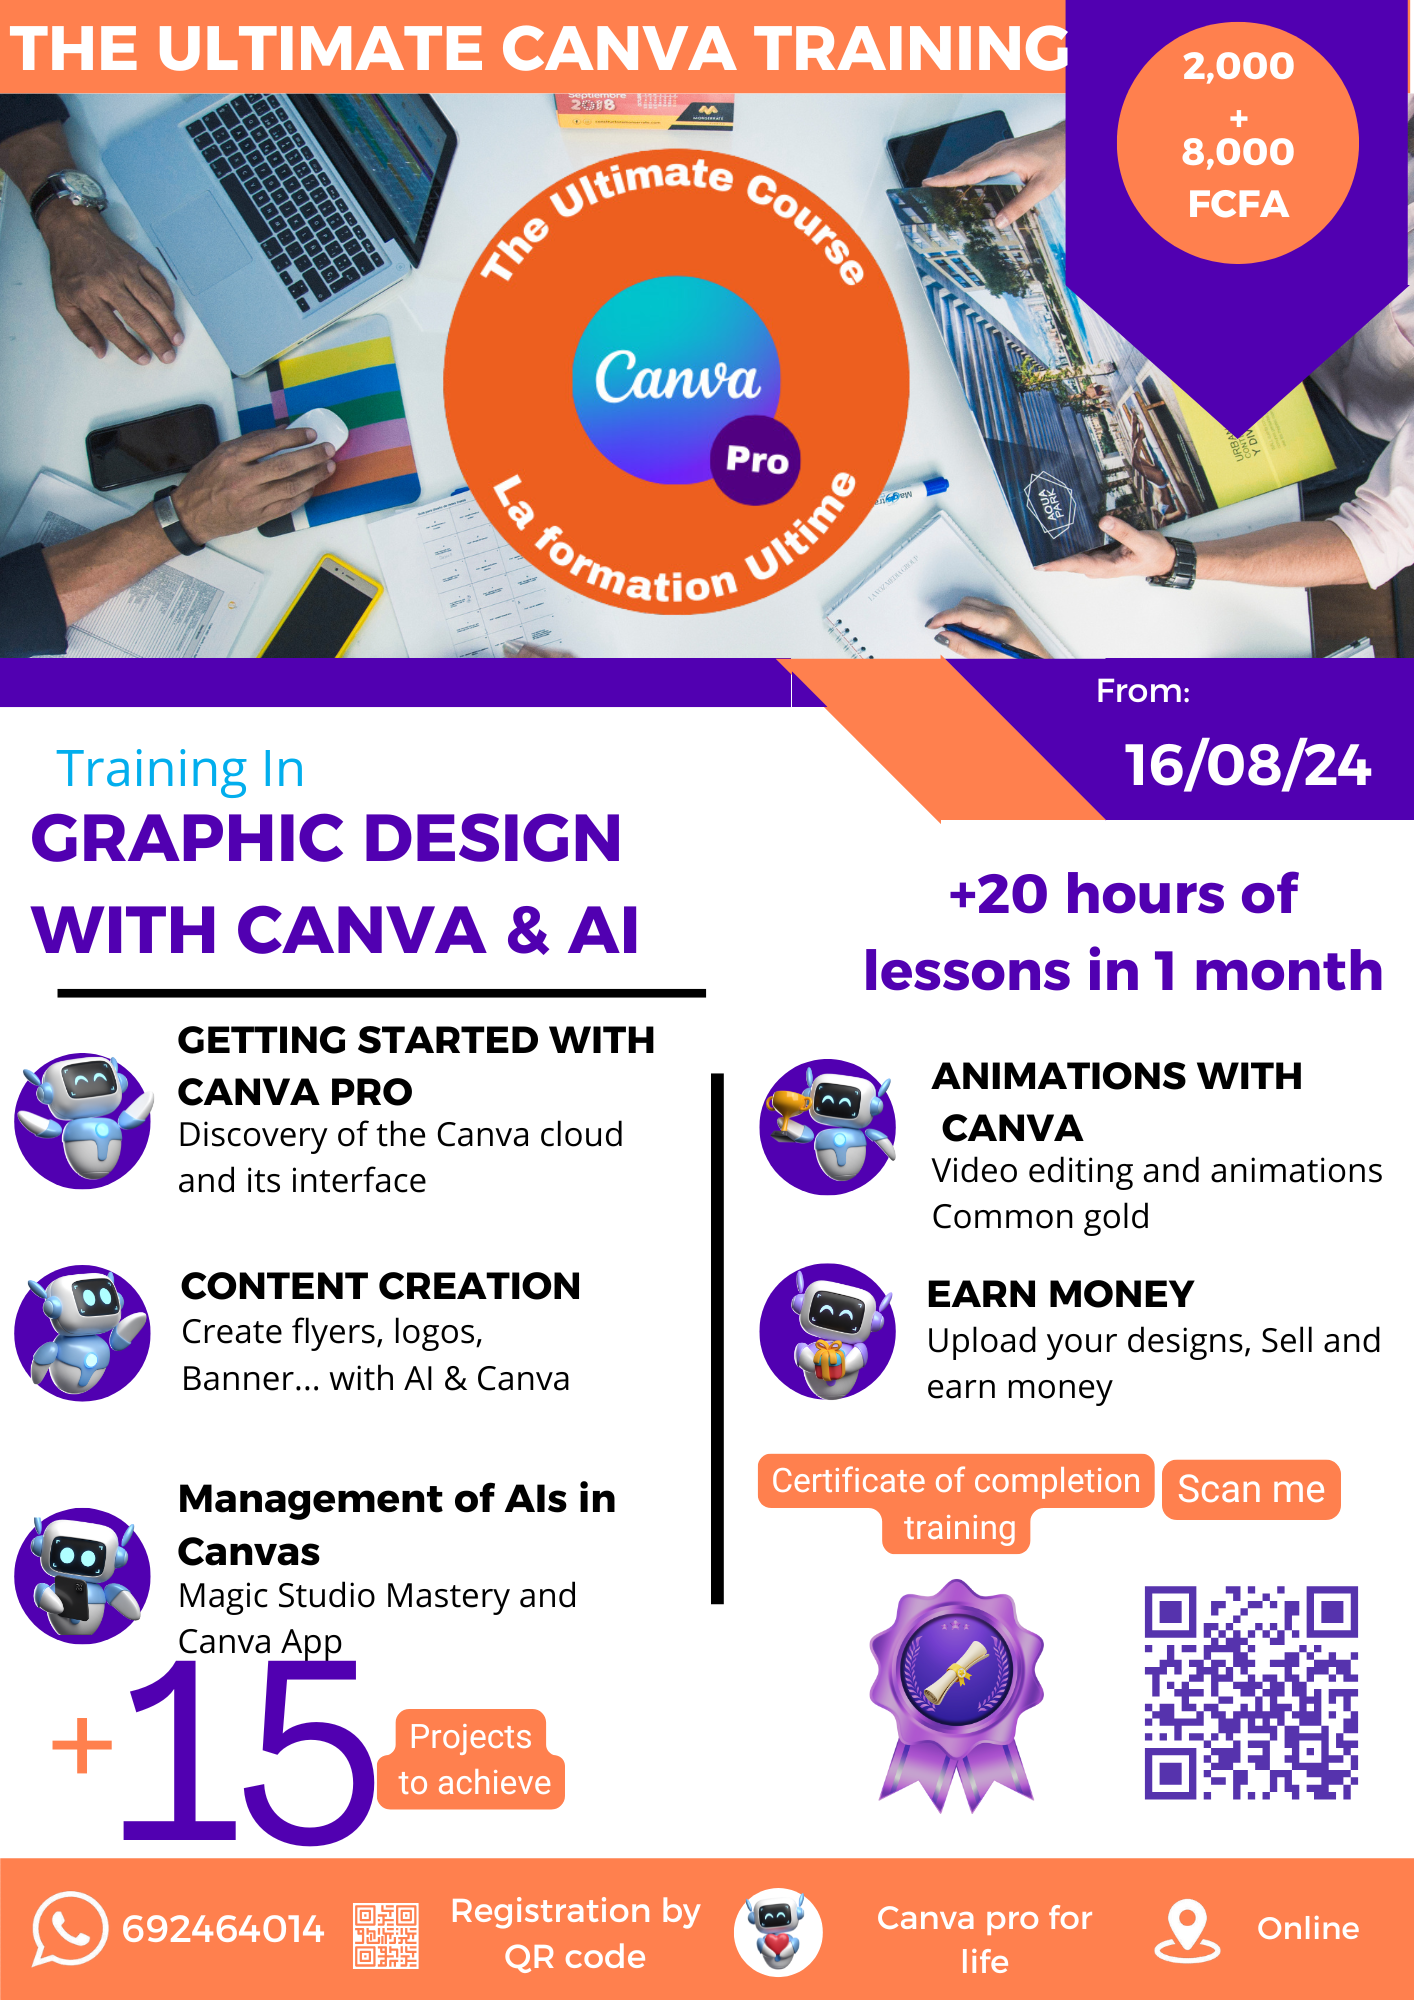 THE ULTIMATE CANVA TRAINING
2,000
+
8,000
FCFA
Septiembre
2018
The Ultimate Course
Canva
Pro
La formation Ultime
AQUA
PARK
From:
16/08/24
Training In
GRAPHIC DESIGN
WITH CANVA & AI
+20 hours of
lessons in 1 month
GETTING STARTED WITH
CANVA PRO
Discovery of the Canva cloud
and its interface
CONTENT CREATION
Create flyers, logos,
Banner... with AI & Canva
Management of AIs in
Canvas
Magic Studio Mastery and
Canva App
+15
Projects
to achieve
ANIMATIONS WITH
CANVA
Video editing and animations
Common gold
EARN MONEY
Upload your designs, Sell and
earn money
Certificate of completion
training
Scan me
692464014
Registration by
QR code
Canva pro for
life
Online